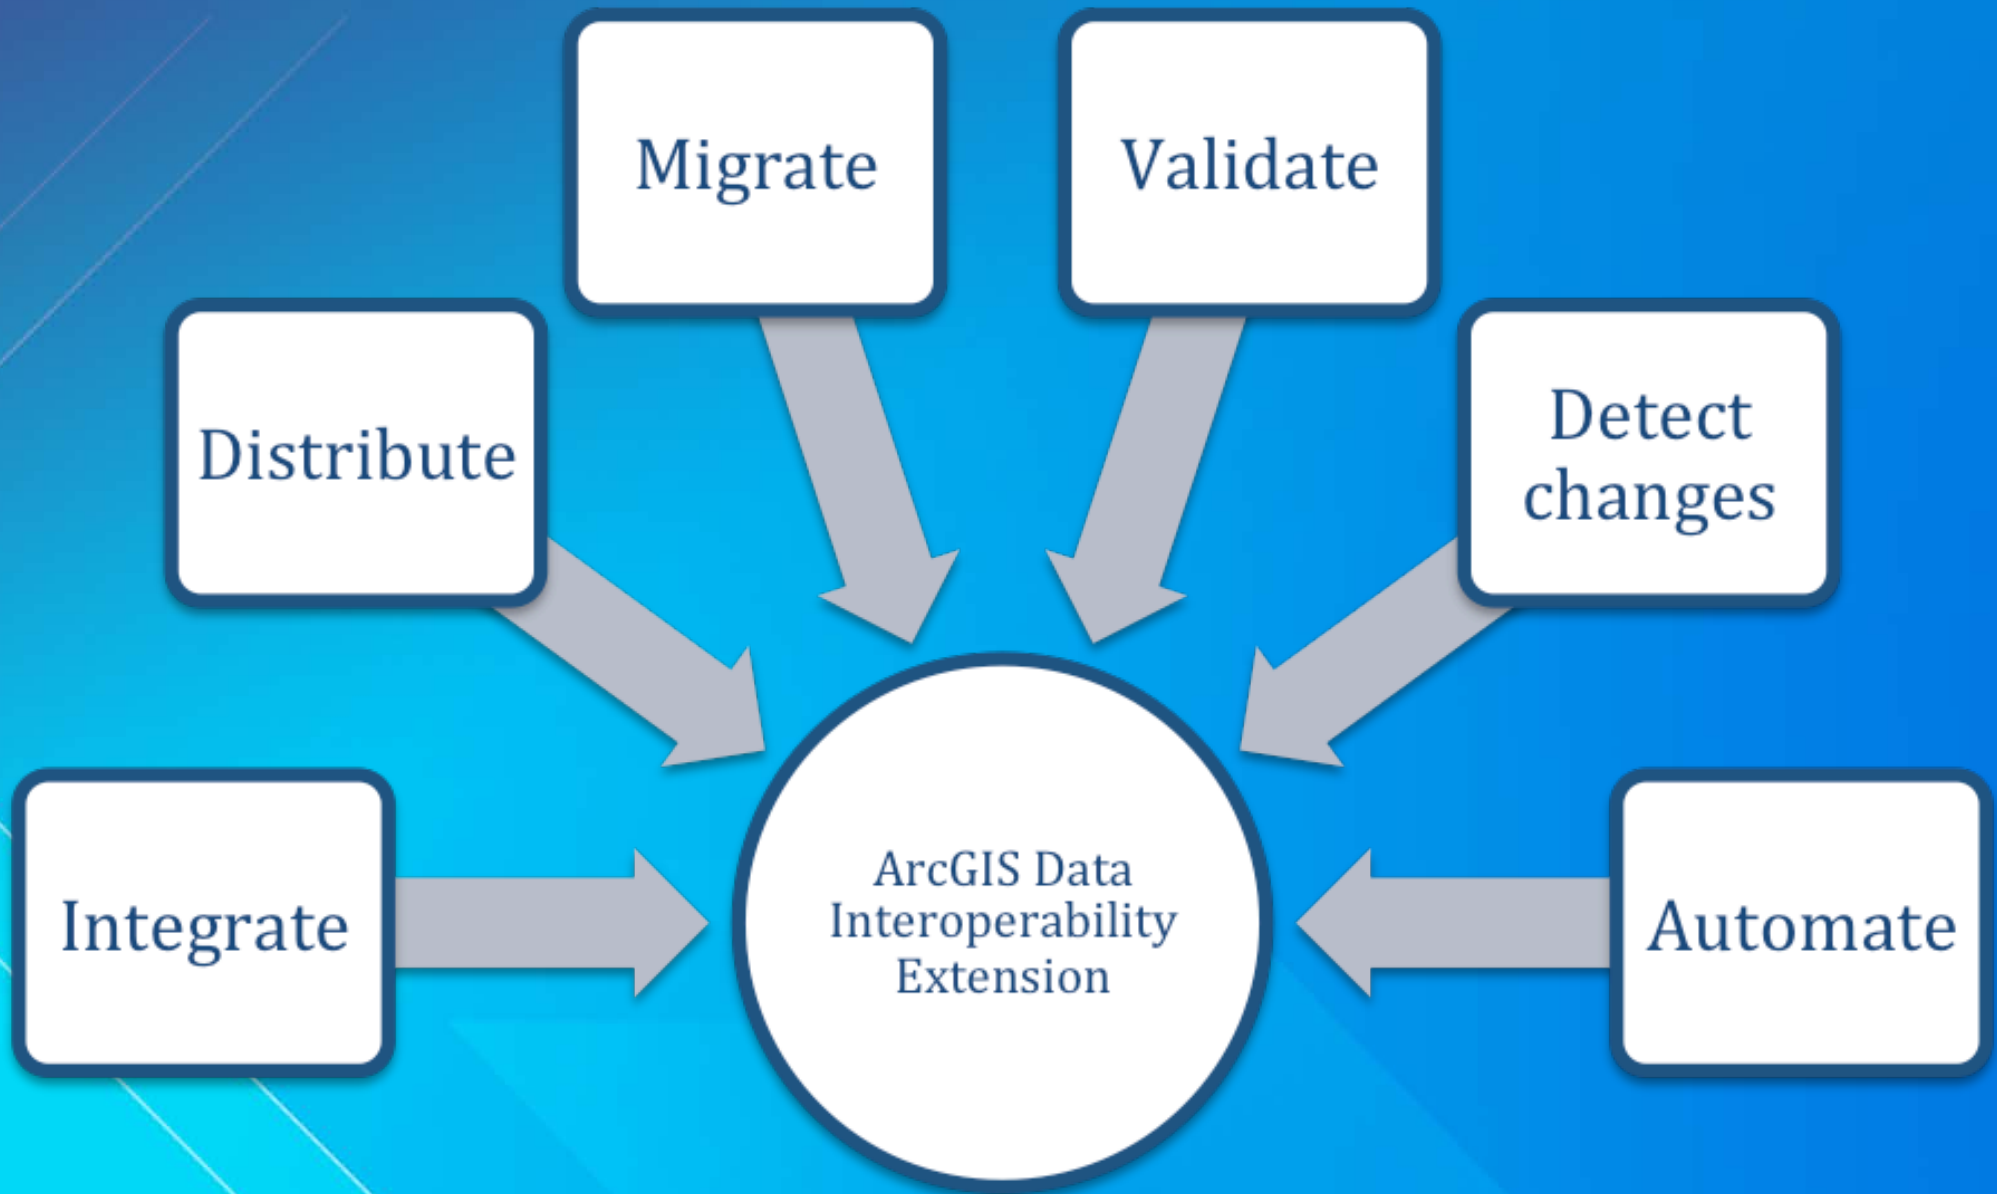 Migrate
Validate
Distribute
Detect
changes
Integrate
ArcGIS Data
Interoperability
Extension
Automate